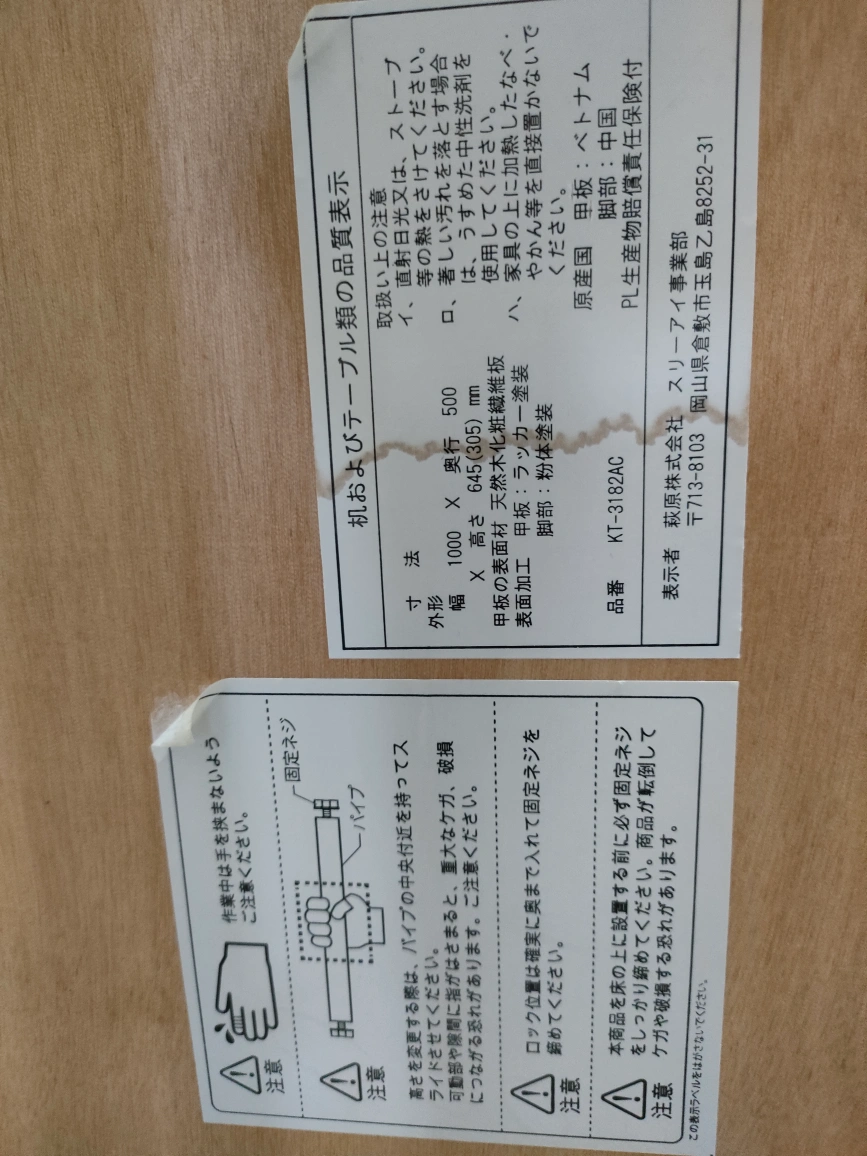 作業中は手を挟まないよう
ご注意ください。
注意
固定ネジ
パイプ
注意
高さを変更する際は、パイプの中央付近を持ってス
ライドさせてください。
可動部や隙間に指がはさまると、重大なケガ、破損
につながる恐れがあります。ご注意ください。
ロック位置は確実に奥まで入れて固定ネジを
締めてください。
注意
本商品を床の上に設置する前に必ず固定ネジ
をしっかり締めてください。商品が転倒して
ケガや破損する恐れがあります。
注意
この表示ラベルをはがさないでください。
机およびテーブル類の品質表示
寸 法
外形
幅 1000 X 奥行 500
X 高さ 645(305) mm
甲板の表面材 天然木化粧繊維板
表面加工 甲板:ラッカー塗装
脚部:粉体塗装
品番 KT-3182AC
取扱い上の注意
イ、直射日光又は、ストーブ
等の熱をさけてください。
ロ、著しい汚れを落とす場合
は、うすめた中性洗剤を
使用してください。
ハ、家具の上に加熱したなべ・
やかん等を直接置かないで
ください。
原産国 甲板:ベトナム
脚部:中国
PL生産物賠償責任保険付
表示者 萩原株式会社 スリーアイ事業部
〒713-8103 岡山県倉敷市玉島乙島8252-31